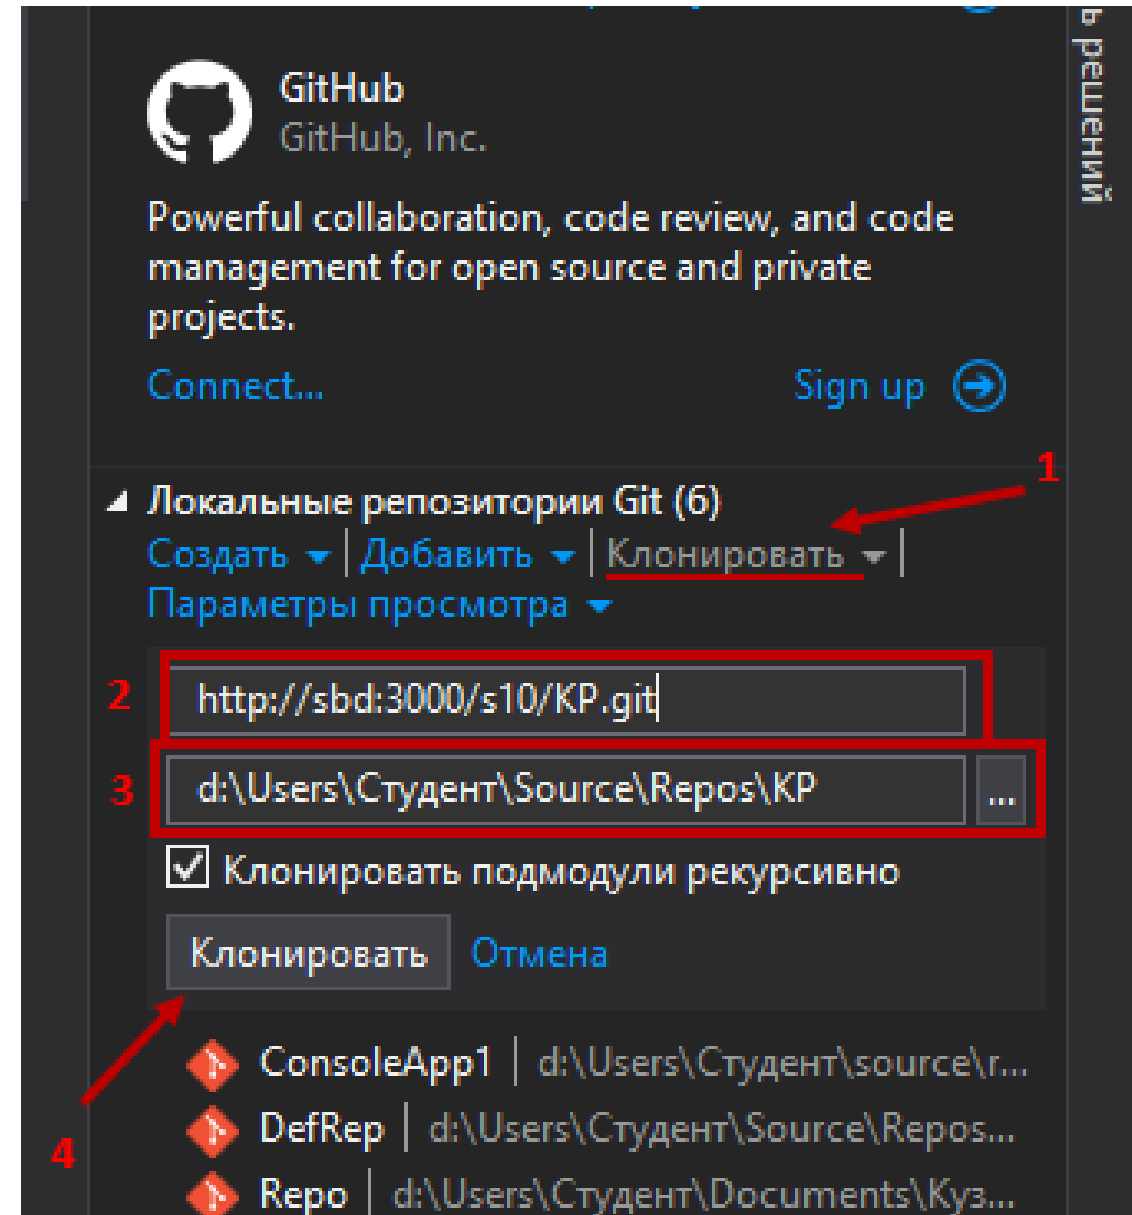 ь решений
GitHub
GitHub, Inc.
Powerful collaboration, code review, and code
management for open source and private
projects.
Connect...
Sign up
1
Локальные репозитории Git (6)
Создать | Добавить | Клонировать |
Параметры просмотра
2
http://sbd:3000/s10/KP.git
3
d:\Users\Студент\Source\Repos\KP
...
Клонировать подмодули рекурсивно
Клонировать Отмена
4
ConsoleApp1 | d:\Users\Студент\source\r...
DefRep | d:\Users\Студент\Source\Repos...
Repo | d:\Users\Студент\Documents\Куз...